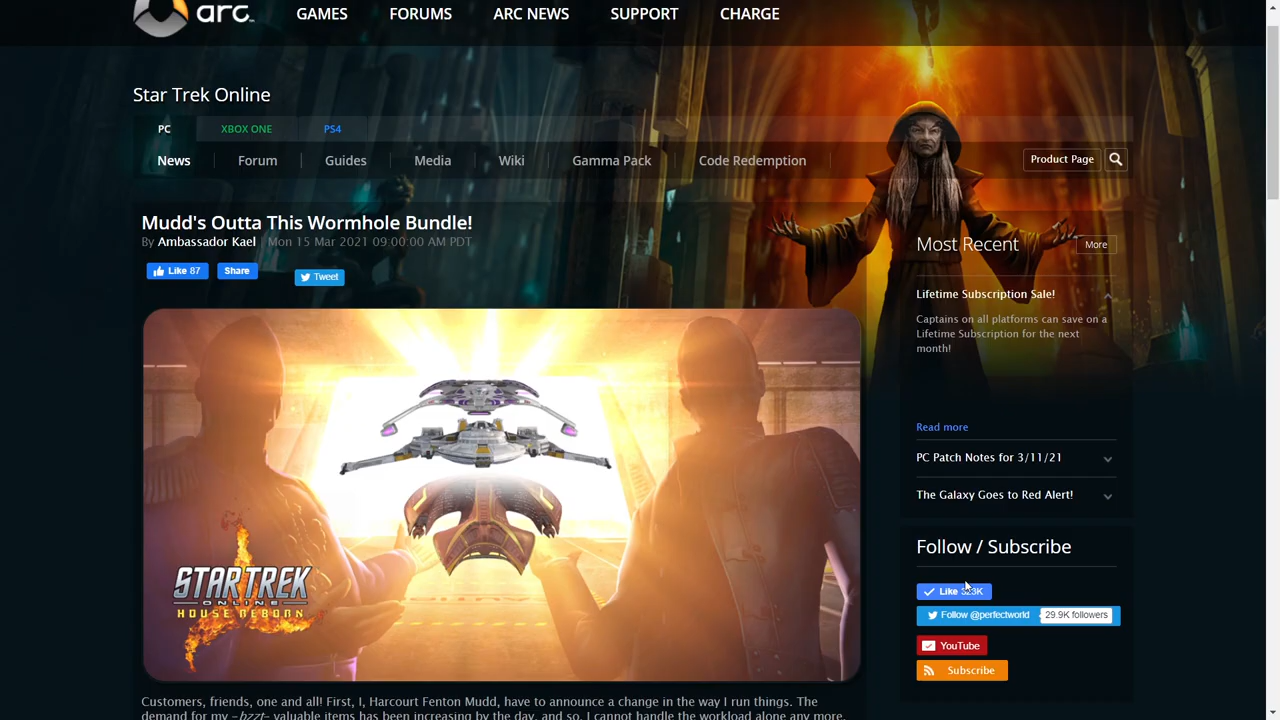 arc
GAMES FORUMS ARC NEWS SUPPORT CHARGE
Star Trek Online
PC XBOX ONE PS4
News Forum Guides Media Wiki Gamma Pack Code Redemption
Product Page
Mudd's Outta This Wormhole Bundle!
By Ambassador Kael Mon 15 Mar 2021 09:00:00 AM PDT
Like 87 Share Tweet
Most Recent
More
Lifetime Subscription Sale!
Captains on all platforms can save on a
Lifetime Subscription for the next
month!
Read more
PC Patch Notes for 3/11/21
The Galaxy Goes to Red Alert!
STAR TREK
ONLINE
HOUSE REBORN
Follow / Subscribe
Like
Follow @perfectworld 29.9K followers
YouTube
Subscribe
Customers, friends, one and all! First, I, Harcourt Fenton Mudd, have to announce a change in the way I run things. The
demand for my -bzzt- valuable items has been increasing by the day, and so, I cannot handle the workload alone any more.